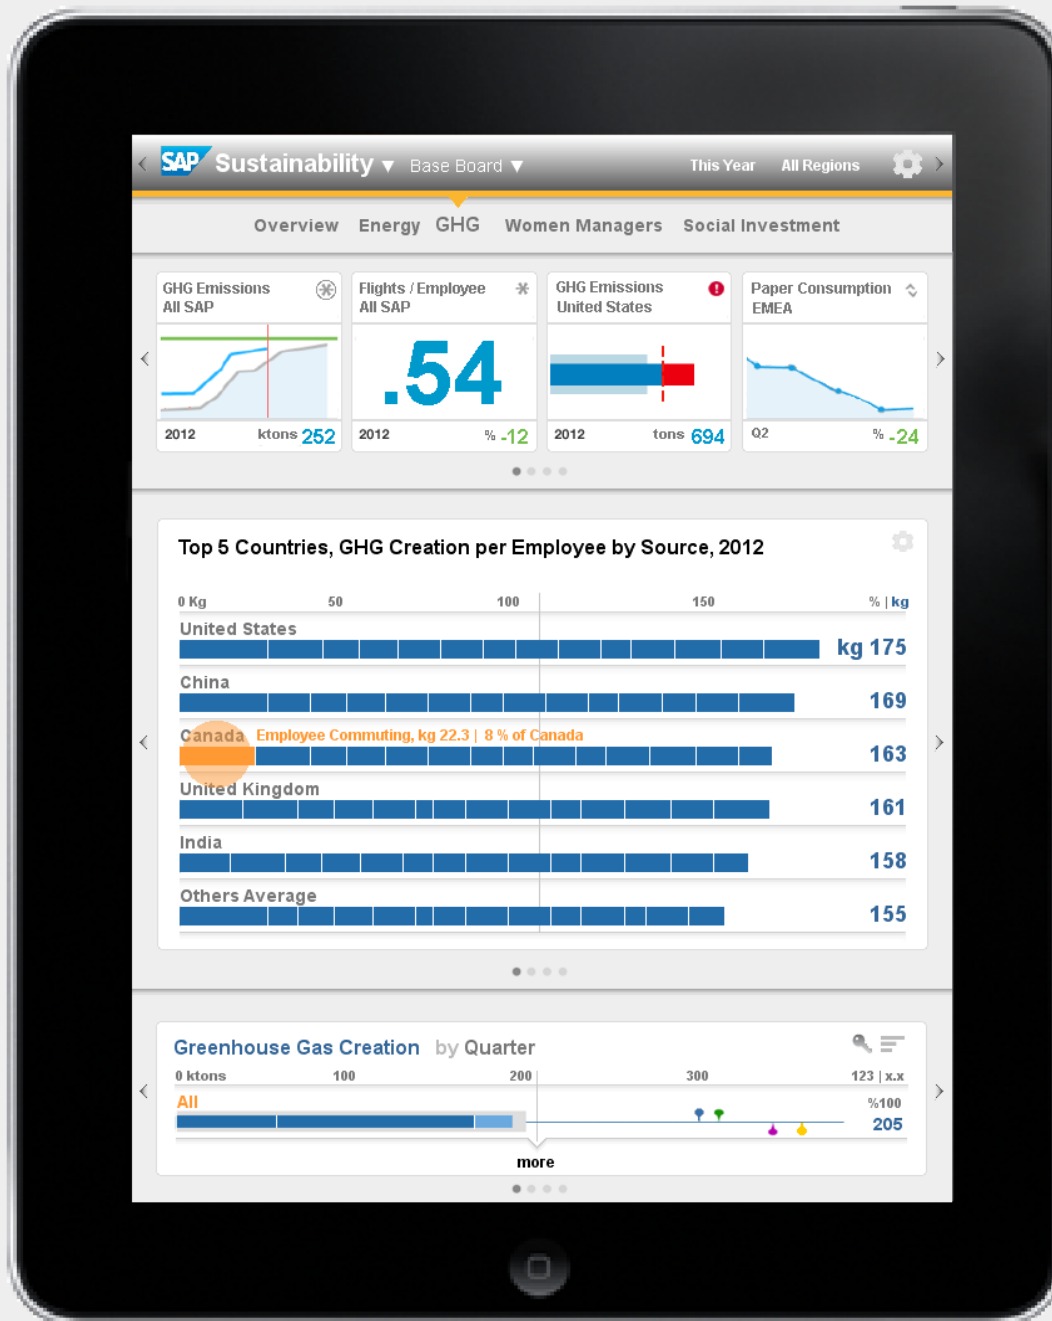 SAP Sustainability ▼ Base Board ▼ This Year All Regions
Overview Energy GHG Women Managers Social Investment
GHG Emissions
All SAP
2012 ktons 252
Flights / Employee
All SAP
.54
2012 % -12
GHG Emissions
United States
2012 tons 694
Paper Consumption
EMEA
Q2 % -24
Top 5 Countries, GHG Creation per Employee by Source, 2012
0 Kg 50 100 150 % | kg
United States
kg 175
China
169
Canada Employee Commuting, kg 22.3 | 8 % of Canada
163
United Kingdom
161
India
158
Others Average
155
Greenhouse Gas Creation by Quarter
0 ktons 100 200 300 123 | x.x
All %100
205
more